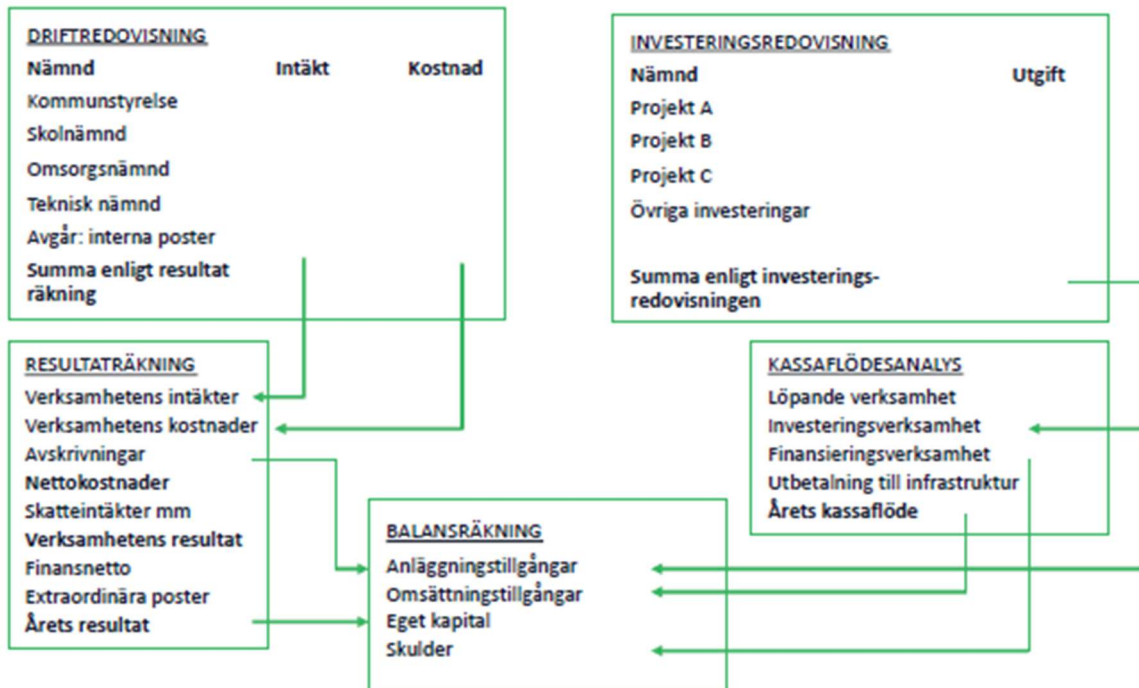 DRIFTREDOVISNING
Nämnd Intäkt Kostnad
Kommunstyrelse
Skolnämnd
Omsorgsnämnd
Teknisk nämnd
Avgår: interna poster
Summa enligt resultat
räkning
INVESTERINGSREDOVISNING
Nämnd Utgift
Projekt A
Projekt B
Projekt C
Övriga investeringar
Summa enligt investerings-
redovisningen
RESULTATRÄKNING
Verksamhetens intäkter
Verksamhetens kostnader
Avskrivningar
Nettokostnader
Skatteintäkter mm
Verksamhetens resultat
Finansnetto
Extraordinära poster
Årets resultat
KASSAFLÖDESANALYS
Löpande verksamhet
Investeringsverksamhet
Finansieringsverksamhet
Utbetalning till infrastruktur
Årets kassaflöde
BALANSRÄKNING
Anläggningstillgångar
Omsättningstillgångar
Eget kapital
Skulder